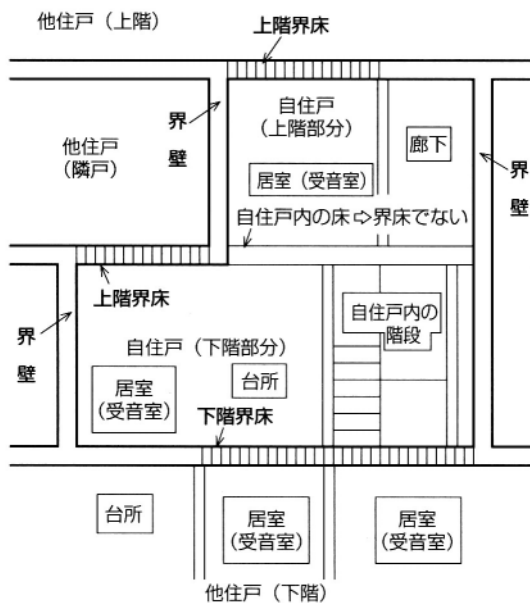 他住戸（上階）
上階界床
界
壁
自住戸
（上階部分）
他住戸
（隣戸）
廊下
界
壁
居室（受音室）
自住戸内の床⇨界床でない
上階界床
自住戸内の
階段
界
壁
自住戸（下階部分）
居室
（受音室）
台所
下階界床
台所
居室
（受音室）
居室
（受音室）
他住戸（下階）